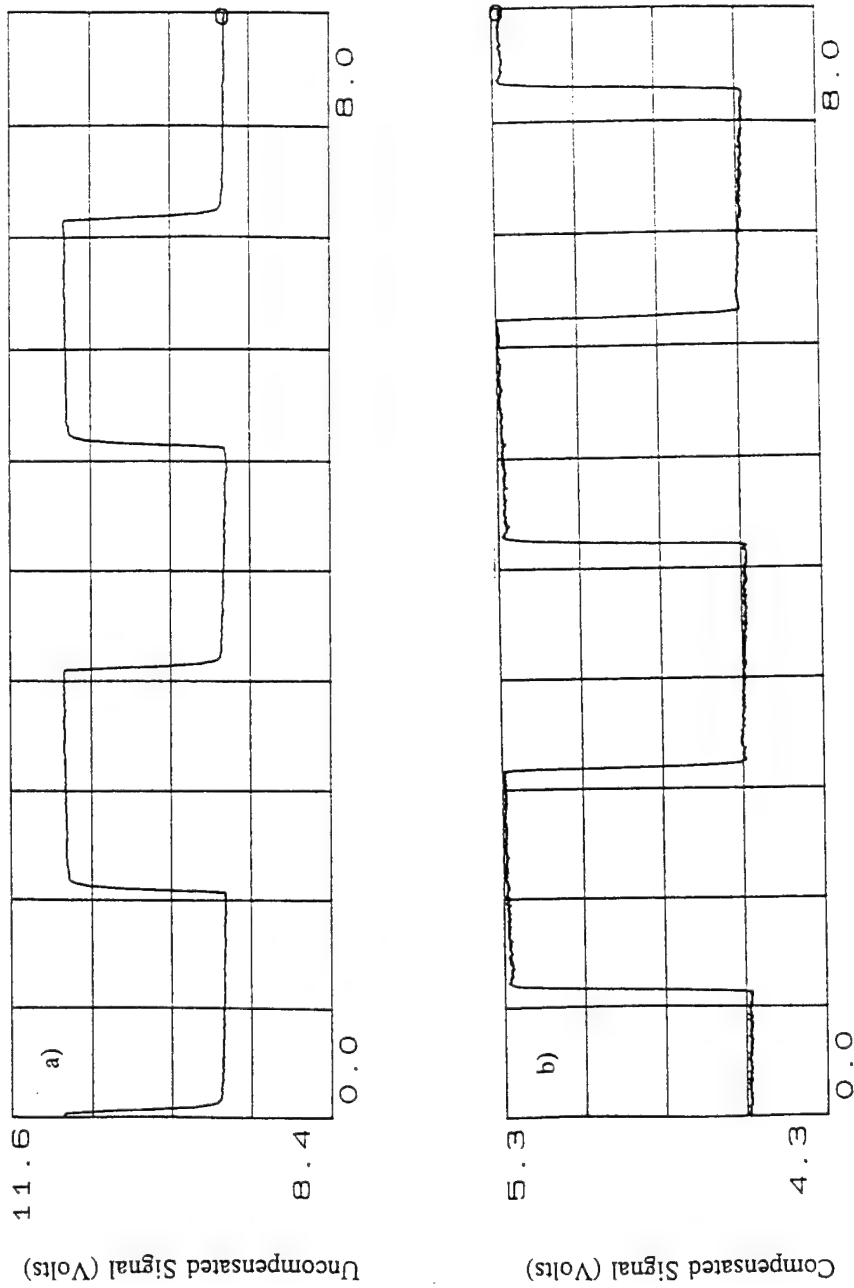 Uncompensated Signal (Volts)
11.6
8.4
a)
0.0
8.0
Compensated Signal (Volts)
5.3
4.3
b)
0.0
8.0